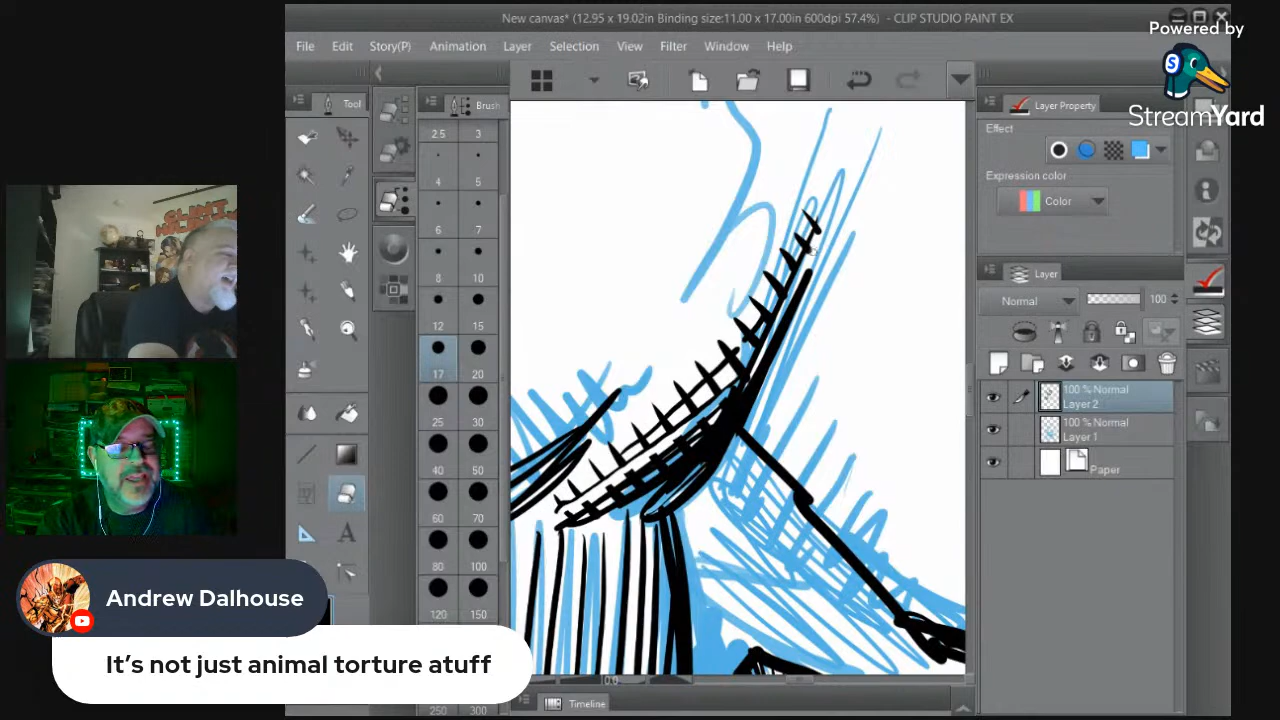 New canvas* (12.95 x 19.02in Binding size:11.00 x 17.00in 600dpi 57.4%) - CLIP STUDIO PAINT EX
Powered by
StreamYard
File Edit Story(P) Animation Layer Selection View Filter Window Help
Tool
Brush
Layer Property
2.5 3
4 5
6 7
8 10
12 15
17 20
25 30
40 50
60 70
80 100
120 150
250 300
Effect
Expression color
Color
Layer
Normal 100
100 % Normal
Layer 2
100 % Normal
Layer 1
Paper
Timeline
Andrew Dalhouse
It's not just animal torture atuff